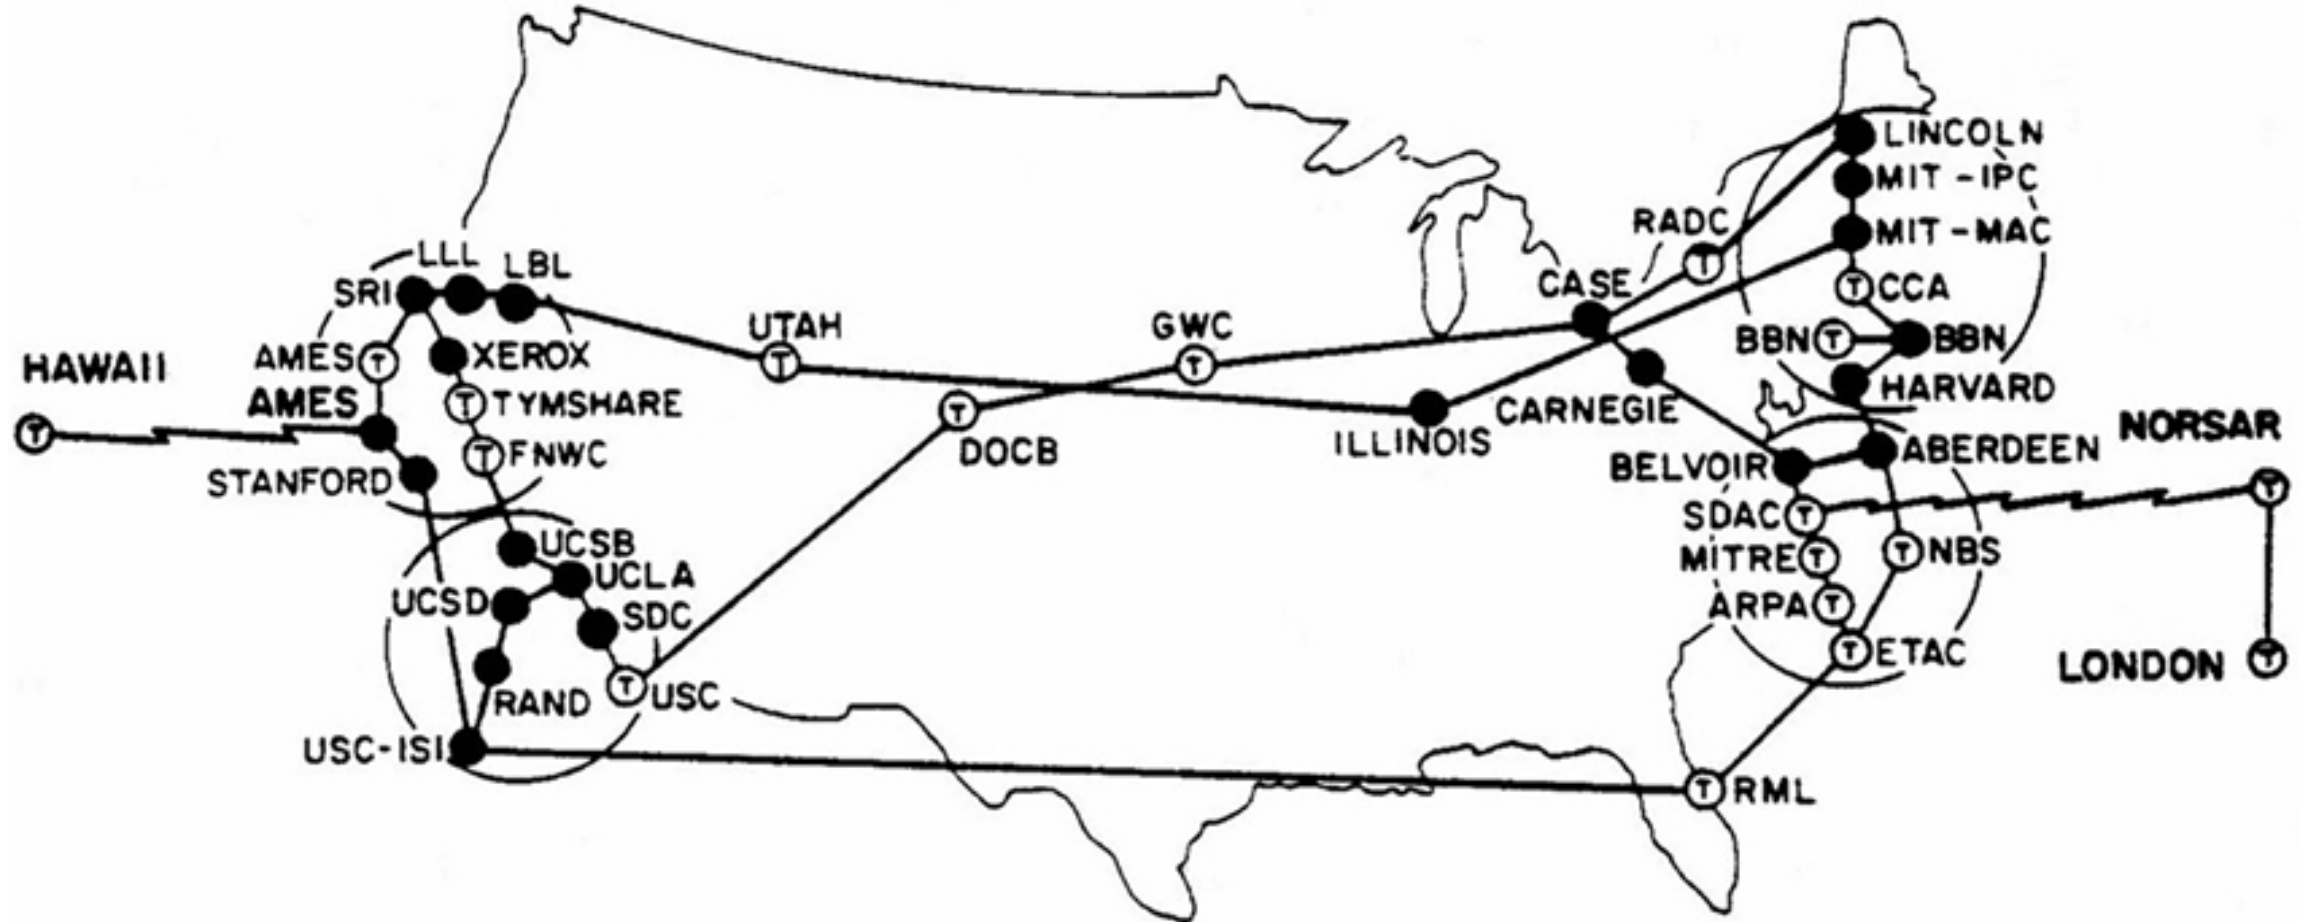 LINCOLN
MIT-IPC
MIT-MAC
RADC
LLL
LBL
SRI
CASE
CCA
UTAH
GWC
BBN T
BBN
AMES T
XEROX
HAWAII
HARVARD
AMES
T TYMSHARE
CARNEGIE
NORSAR
T
T
DOCB
ILLINOIS
ABERDEEN
T FNWC
BELVOIR
STANFORD
T
SDAC T
UCSB
MITRE T
T NBS
UCLA
UCSD
ARPA T
SDC
T ETAC
LONDON T
RAND
T USC
USC-ISI
T RML
T
T
T
T